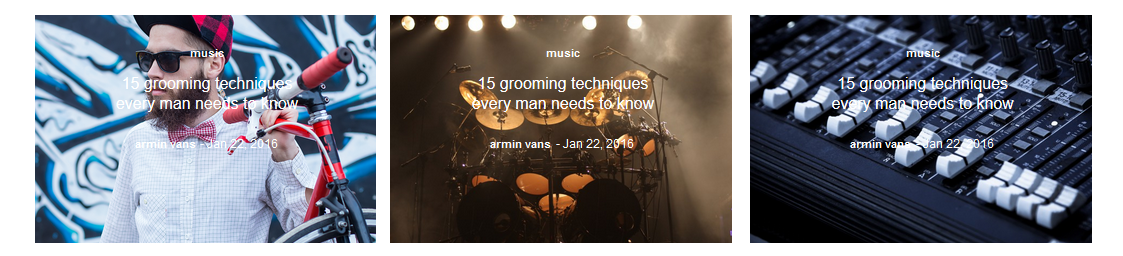 music
15 grooming techniques
every man needs to know
armin vans - Jan 22, 2016
music
15 grooming techniques
every man needs to know
armin vans - Jan 22, 2016
music
15 grooming techniques
every man needs to know
armin vans - Jan 22, 2016